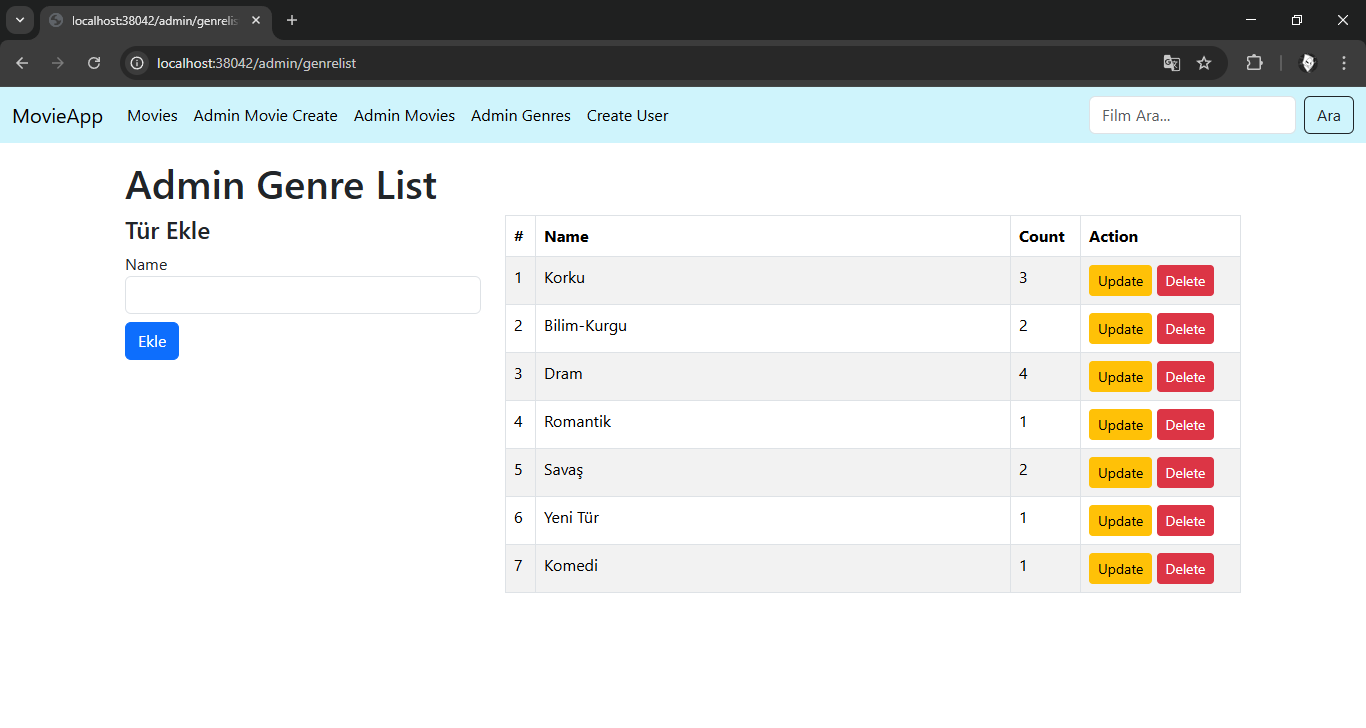 localhost:38042/admin/genrelis
localhost:38042/admin/genrelist
MovieApp Movies Admin Movie Create Admin Movies Admin Genres Create User Film Ara... Ara
Admin Genre List
Tür Ekle
Name
Ekle
# Name Count Action
1 Korku 3 Update Delete
2 Bilim-Kurgu 2 Update Delete
3 Dram 4 Update Delete
4 Romantik 1 Update Delete
5 Savaş 2 Update Delete
6 Yeni Tür 1 Update Delete
7 Komedi 1 Update Delete